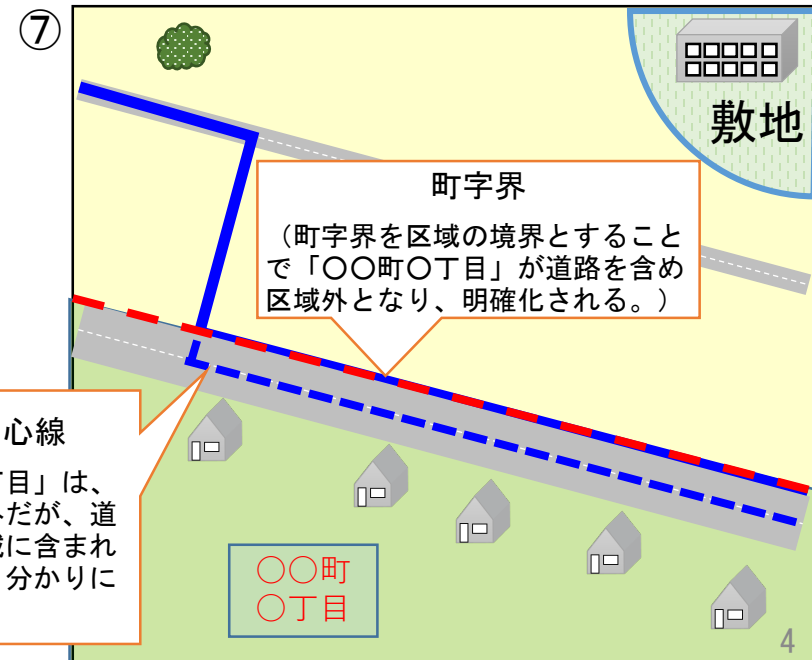 ⑦
敷地
町字界
（町字界を区域の境界とすること
で「〇〇町〇丁目」が道路を含め
区域外となり、明確化される。）
心線
目」は、
だが、道
に含まれ
分かりに
〇〇町
〇丁目
4